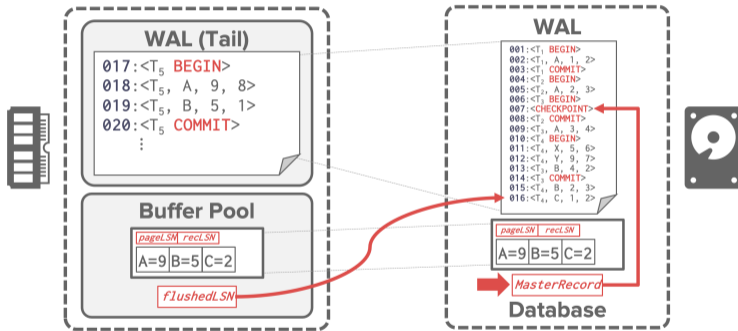 WAL (Tail)
017:<T₅ BEGIN>
018:<T₅, A, 9, 8>
019:<T₅, B, 5, 1>
020:<T₅ COMMIT>
⋮
Buffer Pool
pageLSN recLSN
A=9 B=5 C=2
flushedLSN
WAL
001:<T₁ BEGIN>
002:<T₁, A, 1, 2>
003:<T₁ COMMIT>
004:<T₂ BEGIN>
005:<T₂, A, 2, 3>
006:<T₃ BEGIN>
007:<CHECKPOINT>
008:<T₂ COMMIT>
009:<T₃, A, 3, 4>
010:<T₄ BEGIN>
011:<T₄, X, 5, 6>
012:<T₄, Y, 9, 7>
013:<T₃, B, 4, 2>
014:<T₃ COMMIT>
015:<T₄, B, 2, 3>
016:<T₄, C, 1, 2>
pageLSN recLSN
A=9 B=5 C=2
MasterRecord
Database